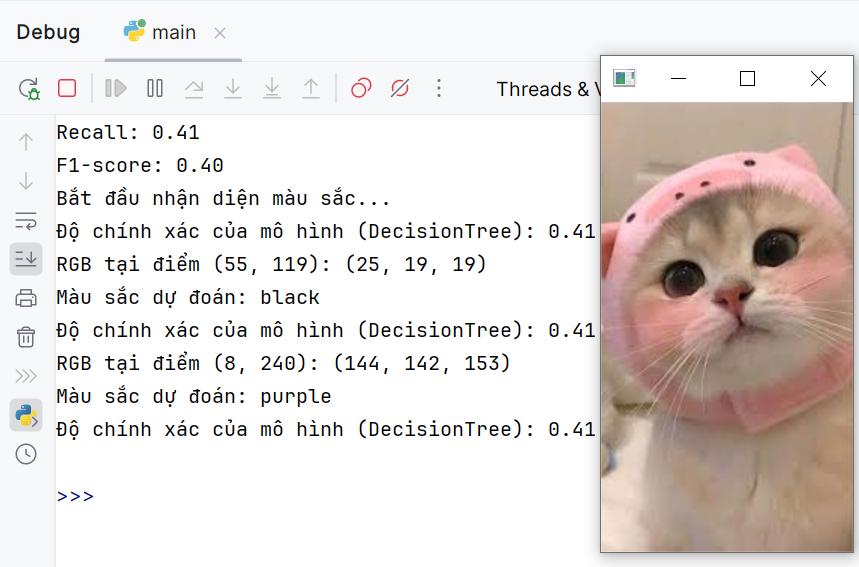 Debug
main
Threads & V
Recall: 0.41
F1-score: 0.40
Bắt đầu nhận diện màu sắc...
Độ chính xác của mô hình (DecisionTree): 0.41
RGB tại điểm (55, 119): (25, 19, 19)
Màu sắc dự đoán: black
Độ chính xác của mô hình (DecisionTree): 0.41
RGB tại điểm (8, 240): (144, 142, 153)
Màu sắc dự đoán: purple
Độ chính xác của mô hình (DecisionTree): 0.41
>>>